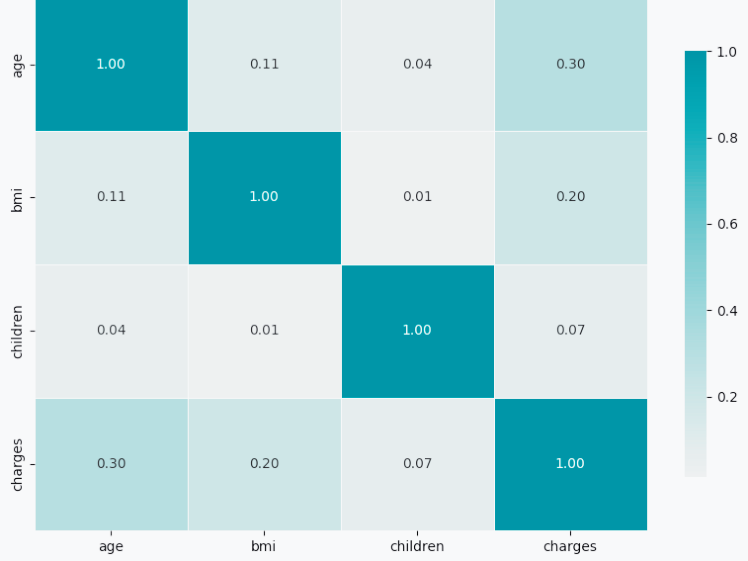 age 1.00 0.11 0.04 0.30
bmi 0.11 1.00 0.01 0.20
children 0.04 0.01 1.00 0.07
charges 0.30 0.20 0.07 1.00
age bmi children charges
1.0
0.8
0.6
0.4
0.2